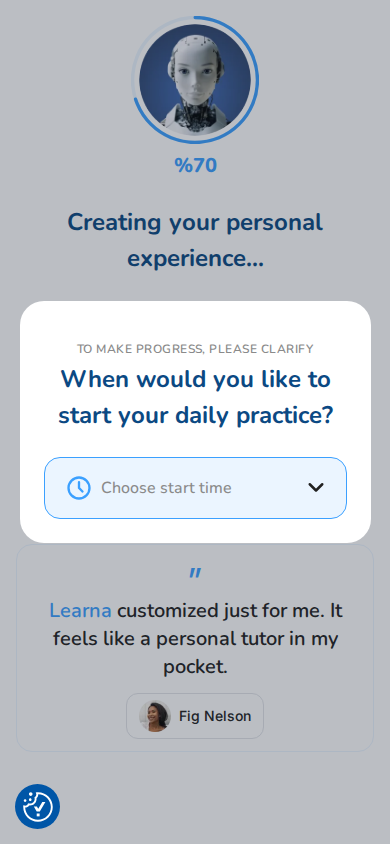 %70
Creating your personal
experience...
TO MAKE PROGRESS, PLEASE CLARIFY
When would you like to
start your daily practice?
Choose start time
"
Learna customized just for me. It
feels like a personal tutor in my
pocket.
Fig Nelson